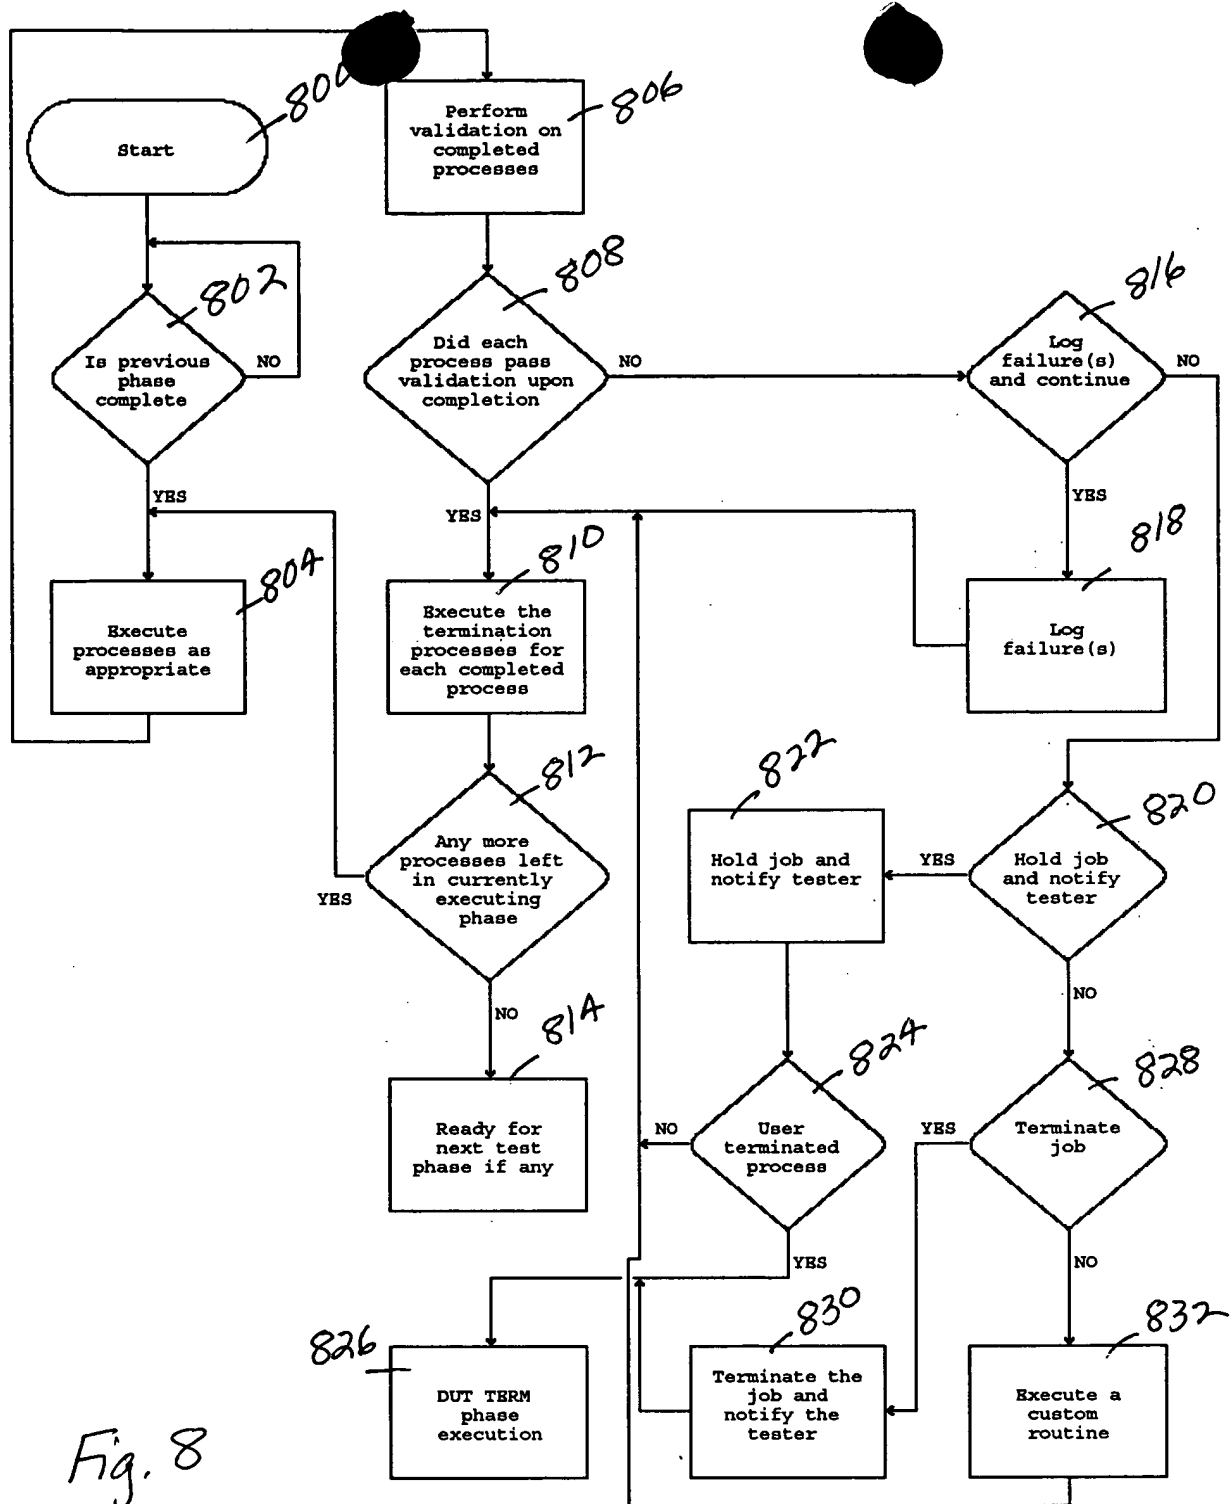 800
Start
802
Is previous
phase
complete
NO
YES
804
Execute
processes as
appropriate
806
Perform
validation on
completed
processes
808
Did each
process pass
validation upon
completion
NO
YES
810
Execute the
termination
processes for
each completed
process
812
Any more
processes left
in currently
executing
phase
YES
NO
814
Ready for
next test
phase if any
816
Log
failure(s)
and continue
NO
YES
818
Log
failure(s)
820
Hold job
and notify
tester
YES
NO
822
Hold job and
notify tester
824
User
terminated
process
NO
YES
826
DUT TERM
phase
execution
828
Terminate
job
YES
NO
830
Terminate the
job and
notify the
tester
832
Execute a
custom
routine
Fig. 8